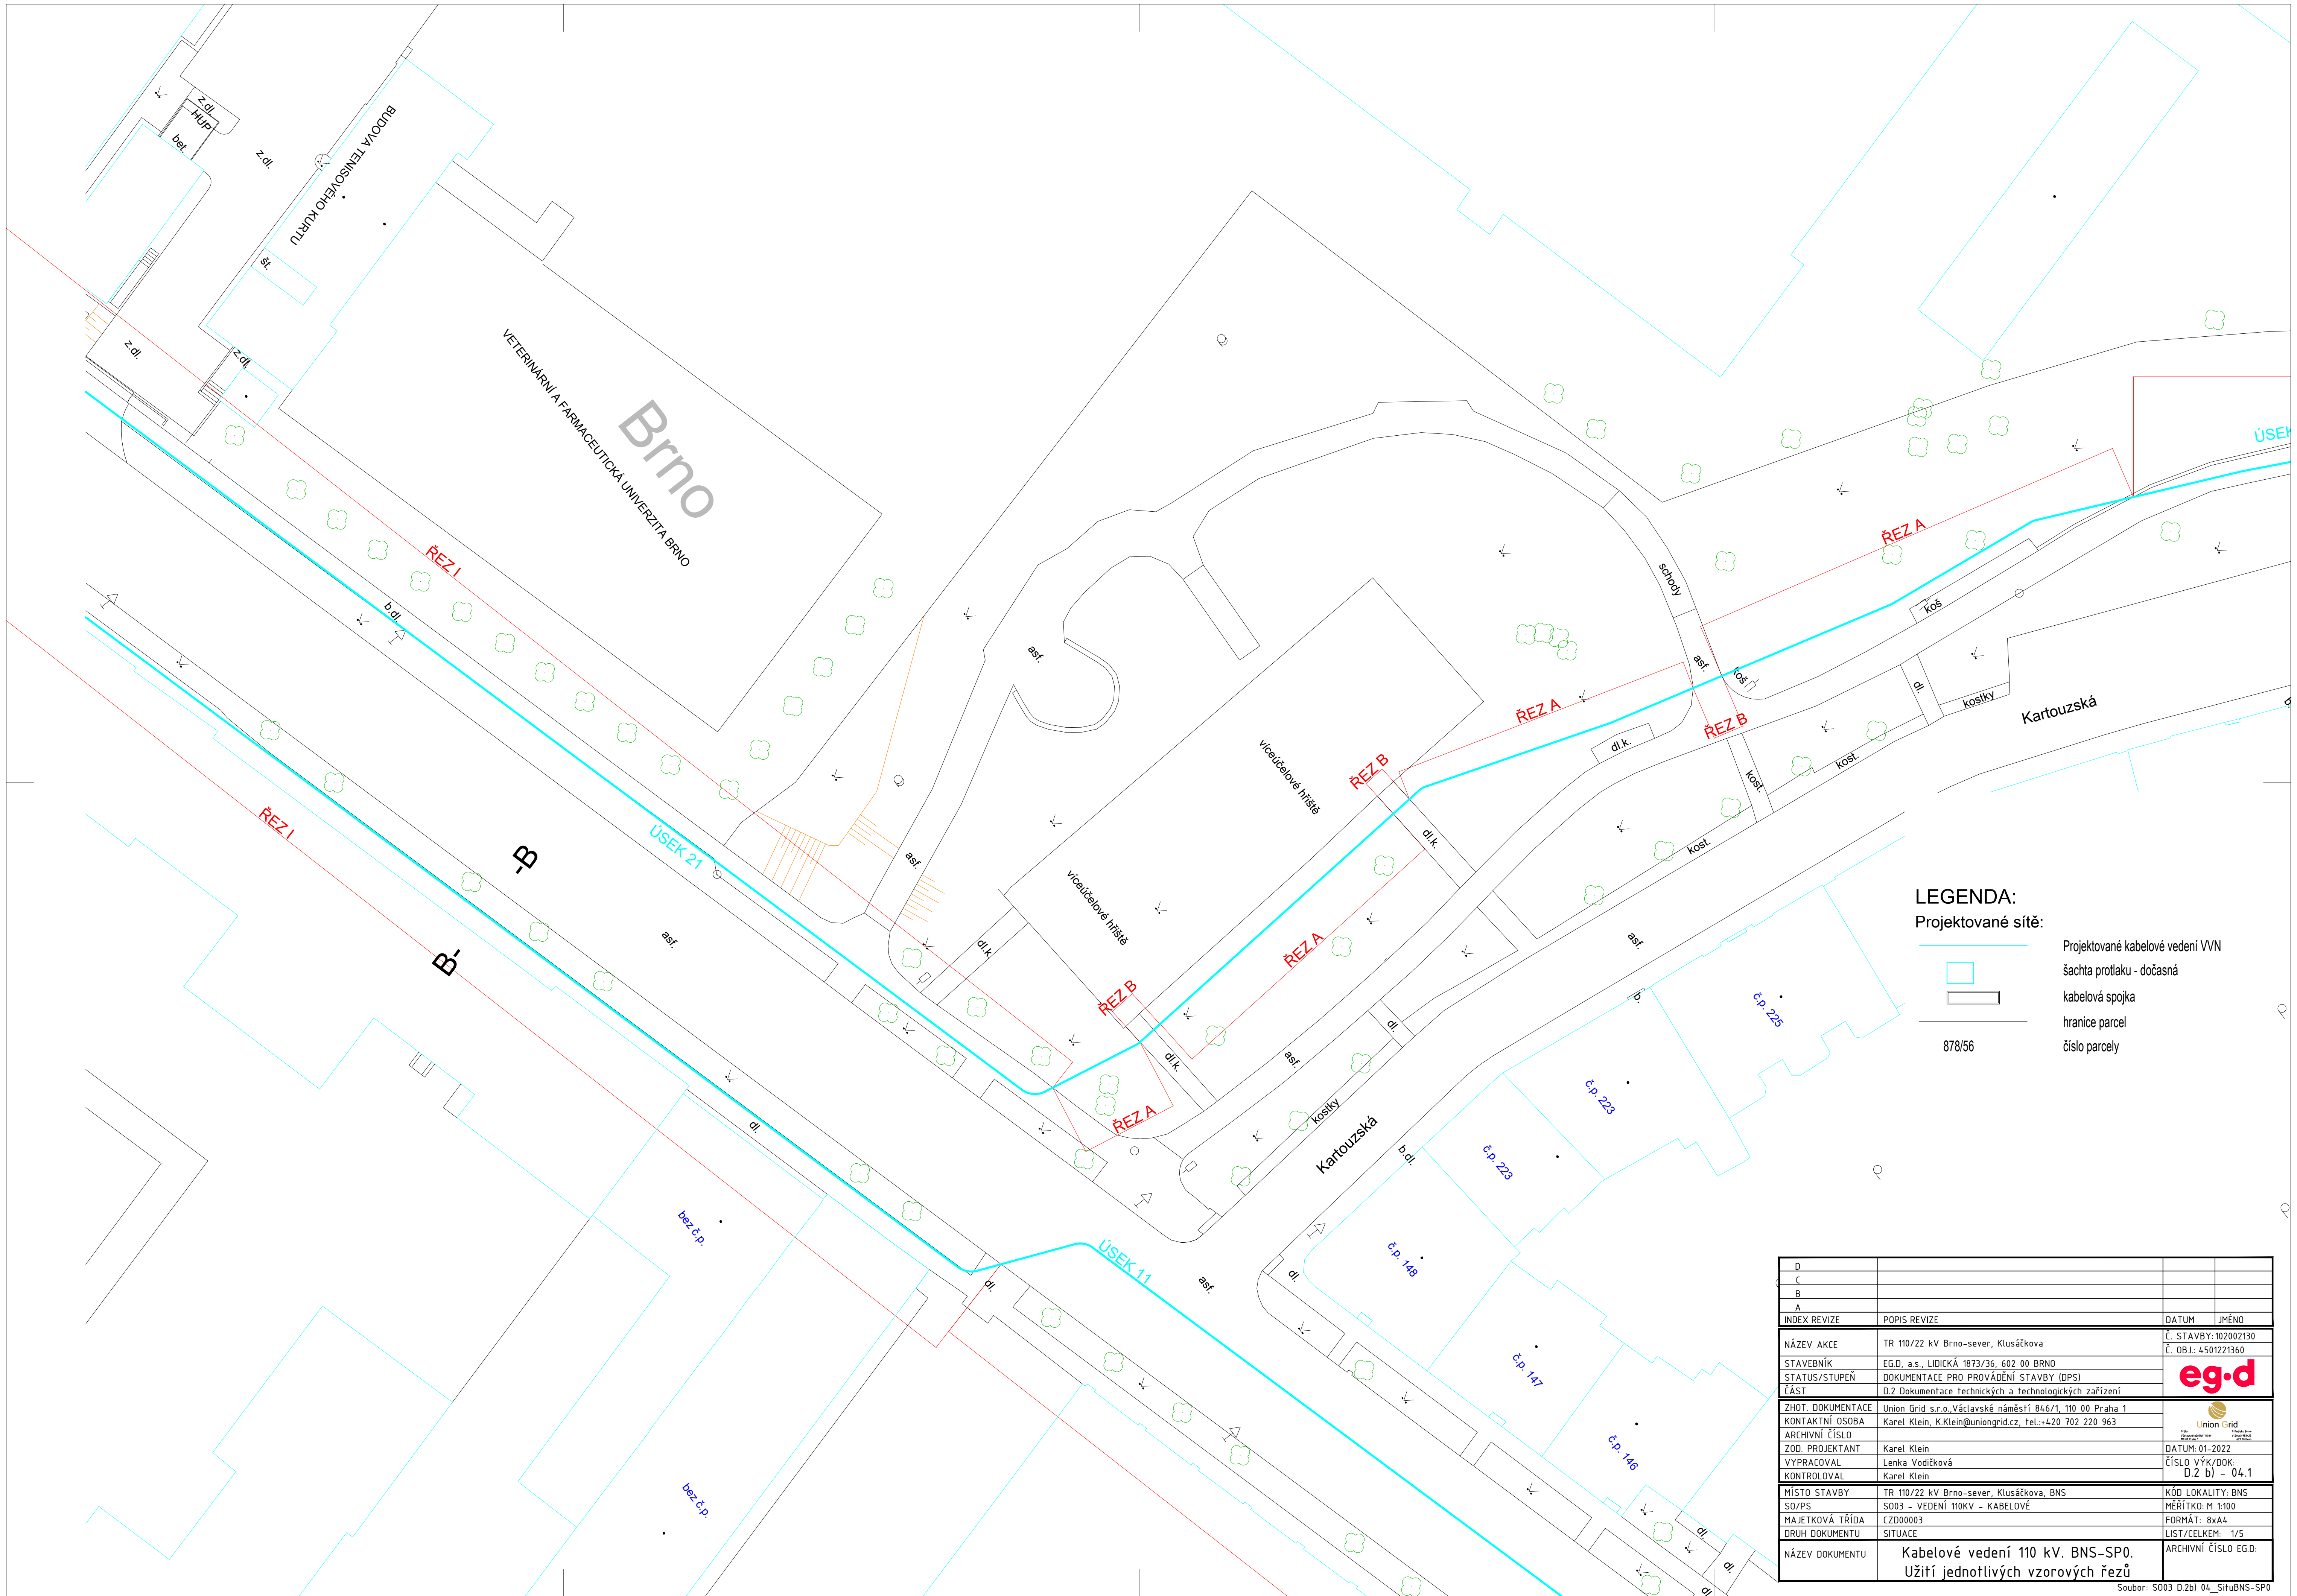 z.dl.
HUP
bet.
z.dl.
BUDOVA TENISOVÉHO KURTU
št.
z.dl.
z.dl.
VETERINÁRNÍ A FARMACEUTICKÁ UNIVERZITA BRNO
Brno
ŘEZ I
b.dl.
ÚSEK
ŘEZ A
schody
asf.
koš
koš
asf.
dl.
kostky
Kartouzská
b.
ŘEZ A
ŘEZ B
dl.k.
kost.
kost.
víceúčelové hřiště
ŘEZ B
dl.k.
kost.
ŘEZ I
-B
B-
ÚSEK 21
asf.
asf.
víceúčelové hřiště
dl.k.
ŘEZ A
asf.
ŘEZ B
dl.k.
dl.
asf.
ŘEZ A
kostky
Kartouzská
b.dl.
b.
č.p. 225
č.p. 223
č.p. 223
č.p. 148
č.p. 147
č.p. 146
dl.
bez č.p.
bez č.p.
dl.
ÚSEK 11
asf.
dl.
dl.
dl.
dl.
LEGENDA:
Projektované sítě:
Projektované kabelové vedení VVN
šachta protlaku - dočasná
kabelová spojka
hranice parcel
878/56 číslo parcely
D
C
B
A
INDEX REVIZE POPIS REVIZE DATUM JMÉNO
NÁZEV AKCE TR 110/22 kV Brno-sever, Klusáčkova Č. STAVBY: 102002130
Č. OBJ.: 4501221360
STAVEBNÍK EG.D, a.s., LIDICKÁ 1873/36, 602 00 BRNO
eg·d
STATUS/STUPEŇ DOKUMENTACE PRO PROVÁDĚNÍ STAVBY (DPS)
ČÁST D.2 Dokumentace technických a technologických zařízení
ZHOT. DOKUMENTACE Union Grid s.r.o.,Václavské náměstí 846/1, 110 00 Praha 1
KONTAKTNÍ OSOBA Karel Klein, K.Klein@uniongrid.cz, tel.:+420 702 220 963
Union Grid
ARCHIVNÍ ČÍSLO
ZOD. PROJEKTANT Karel Klein DATUM: 01-2022
VYPRACOVAL Lenka Vodičková ČÍSLO VÝK/DOK:
KONTROLOVAL Karel Klein D.2 b) - 04.1
MÍSTO STAVBY TR 110/22 kV Brno-sever, Klusáčkova, BNS KÓD LOKALITY: BNS
SO/PS SO03 - VEDENÍ 110KV - KABELOVÉ MĚŘÍTKO: M 1:100
MAJETKOVÁ TŘÍDA CZD00003 FORMÁT: 8xA4
DRUH DOKUMENTU SITUACE LIST/CELKEM: 1/5
NÁZEV DOKUMENTU Kabelové vedení 110 kV. BNS-SPO. ARCHIVNÍ ČÍSLO EG.D:
Užití jednotlivých vzorových řezů
Soubor: SO03 D.2b) 04_SituBNS-SPO